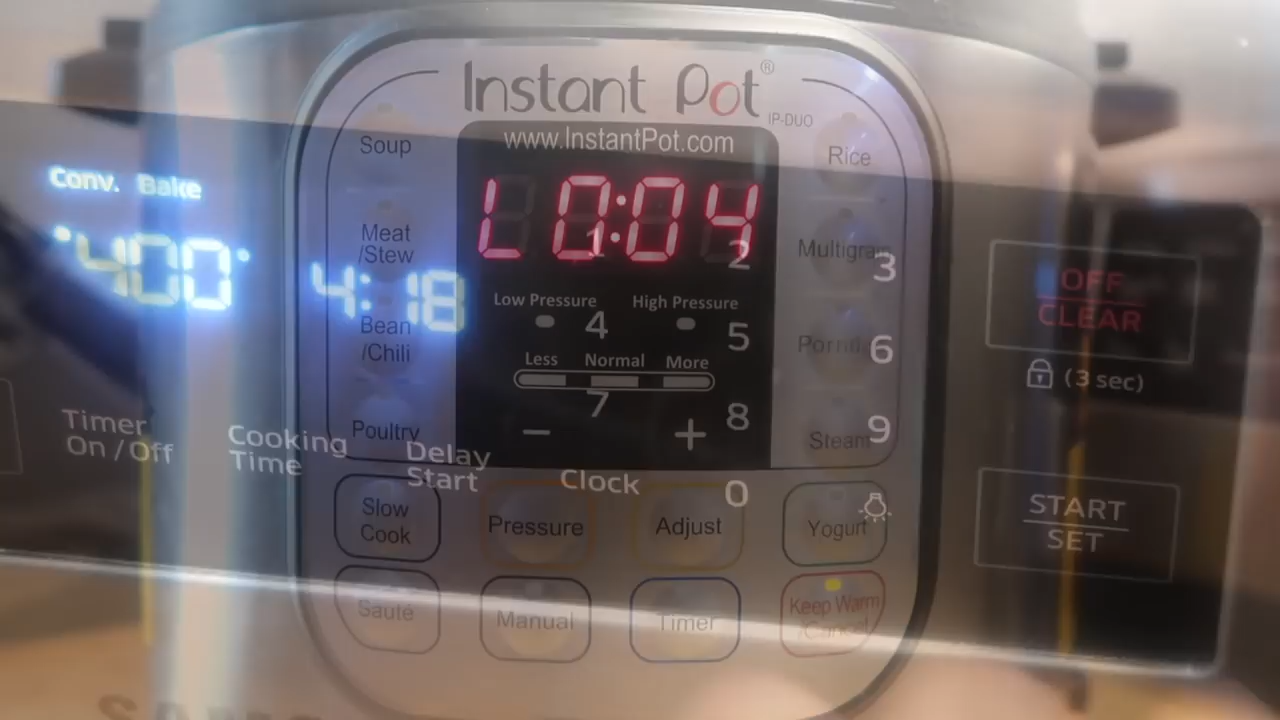 Instant Pot®
IP-DUO
www.InstantPot.com
Soup
Rice
Conv. Bake
L 0:04
Meat
/Stew
Multigrain
400°
4:18
1 2 3
Low Pressure High Pressure
OFF
CLEAR
(3 sec)
Bean
/Chili
4 5 6
Less Normal More
7 8 9
Poultry
− +
Steam
Timer
On / Off
Cooking
Time
Delay
Start
Clock
0
Slow
Cook
Pressure
Adjust
Yogurt
START
SET
Sauté
Manual
Timer
Keep Warm
/Cancel